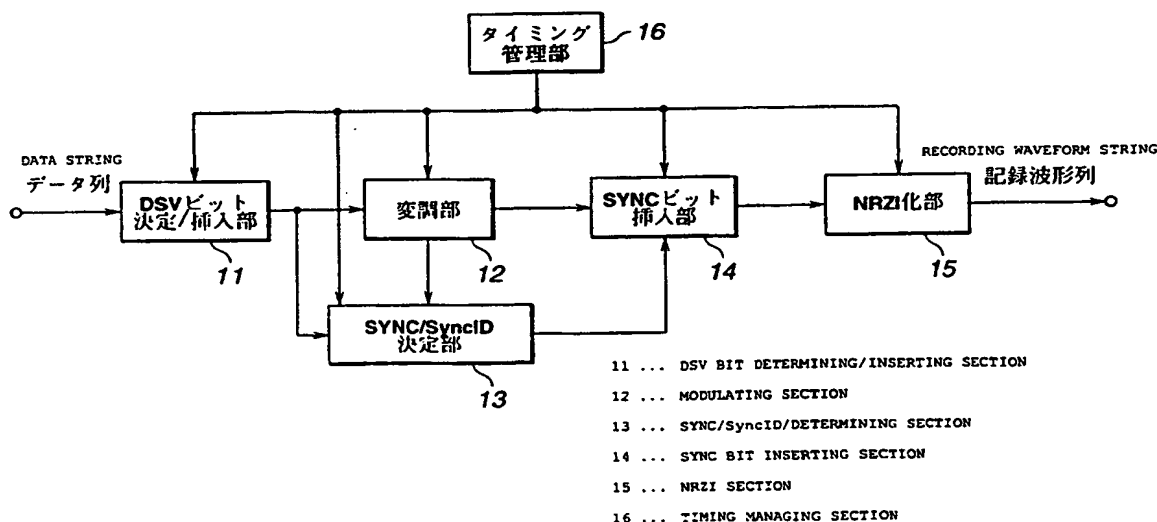 タイミング
管理部
16
DATA STRING
データ列
RECORDING WAVEFORM STRING
記録波形列
DSVビット
決定/挿入部
11
変調部
12
SYNCビット
挿入部
14
NRZI化部
15
SYNC/SyncID
決定部
13
11 ... DSV BIT DETERMINING/INSERTING SECTION
12 ... MODULATING SECTION
13 ... SYNC/SyncID/DETERMINING SECTION
14 ... SYNC BIT INSERTING SECTION
15 ... NRZI SECTION
16 ... TIMING MANAGING SECTION